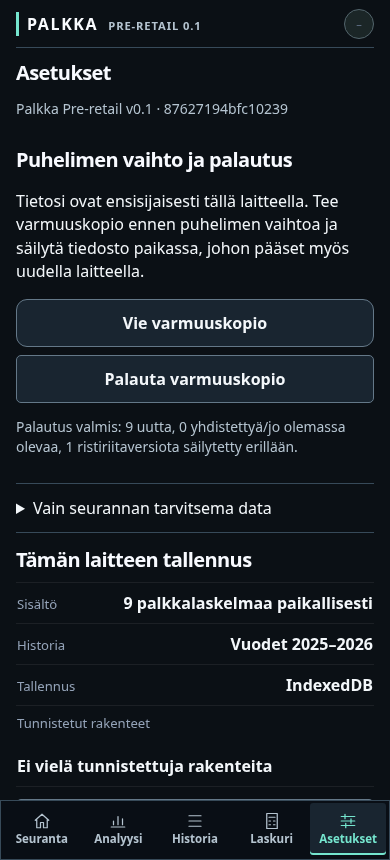 PALKKA PRE-RETAIL 0.1
–
Asetukset
Palkka Pre-retail v0.1 · 87627194bfc10239
Puhelimen vaihto ja palautus
Tietosi ovat ensisijaisesti tällä laitteella. Tee
varmuuskopio ennen puhelimen vaihtoa ja
säilytä tiedosto paikassa, johon pääset myös
uudella laitteella.
Vie varmuuskopio
Palauta varmuuskopio
Palautus valmis: 9 uutta, 0 yhdistettyä/jo olemassa
olevaa, 1 ristiriitaversiota säilytetty erillään.
Vain seurannan tarvitsema data
Tämän laitteen tallennus
Sisältö 9 palkkalaskelmaa paikallisesti
Historia Vuodet 2025–2026
Tallennus IndexedDB
Tunnistetut rakenteet
Ei vielä tunnistettuja rakenteita
Seuranta Analyysi Historia Laskuri Asetukset